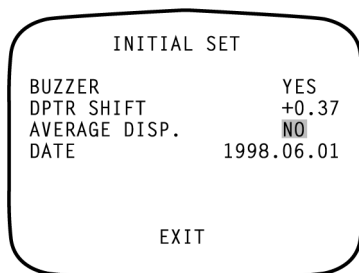 INITIAL SET
BUZZER YES
DPTR SHIFT +0.37
AVERAGE DISP. NO
DATE 1998.06.01
EXIT